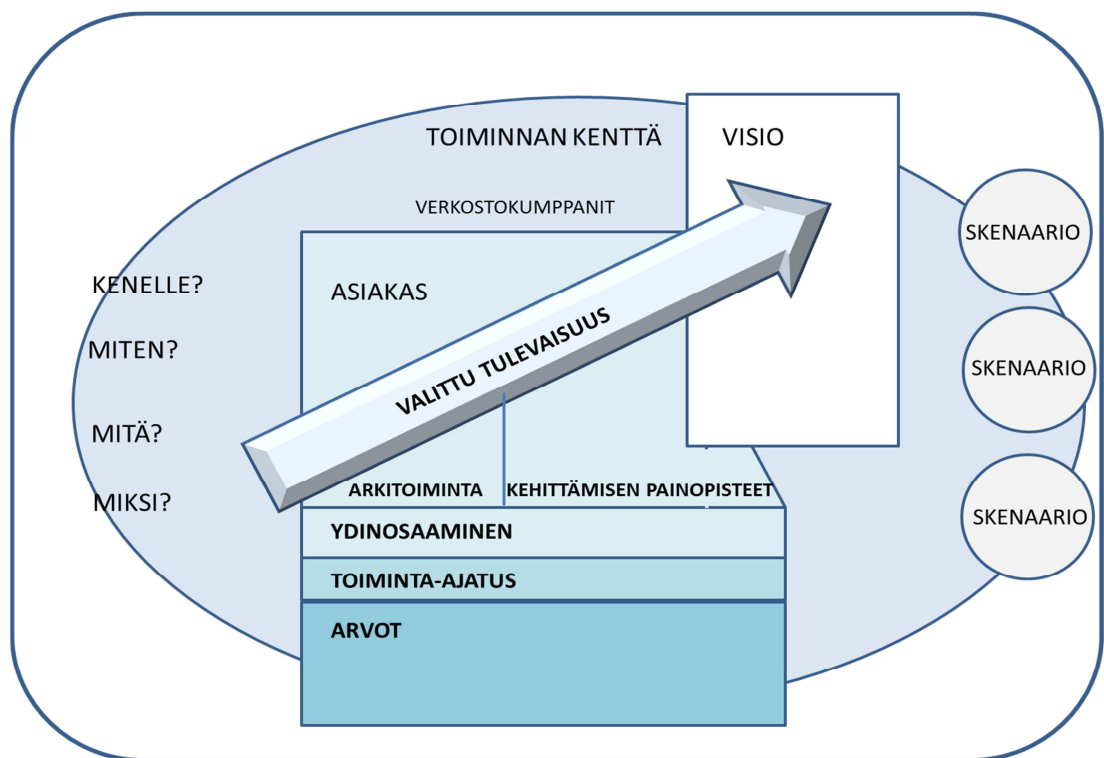 TOIMINNAN KENTTÄ
VISIO
VERKOSTOKUMPPANIT
SKENAARIO
KENELLE?
ASIAKAS
MITEN?
VALITTU TULEVAISUUS
SKENAARIO
MITÄ?
MIKSI?
ARKITOIMINTA
KEHITTÄMISEN PAINOPISTEET
SKENAARIO
YDINOSAAMINEN
TOIMINTA-AJATUS
ARVOT